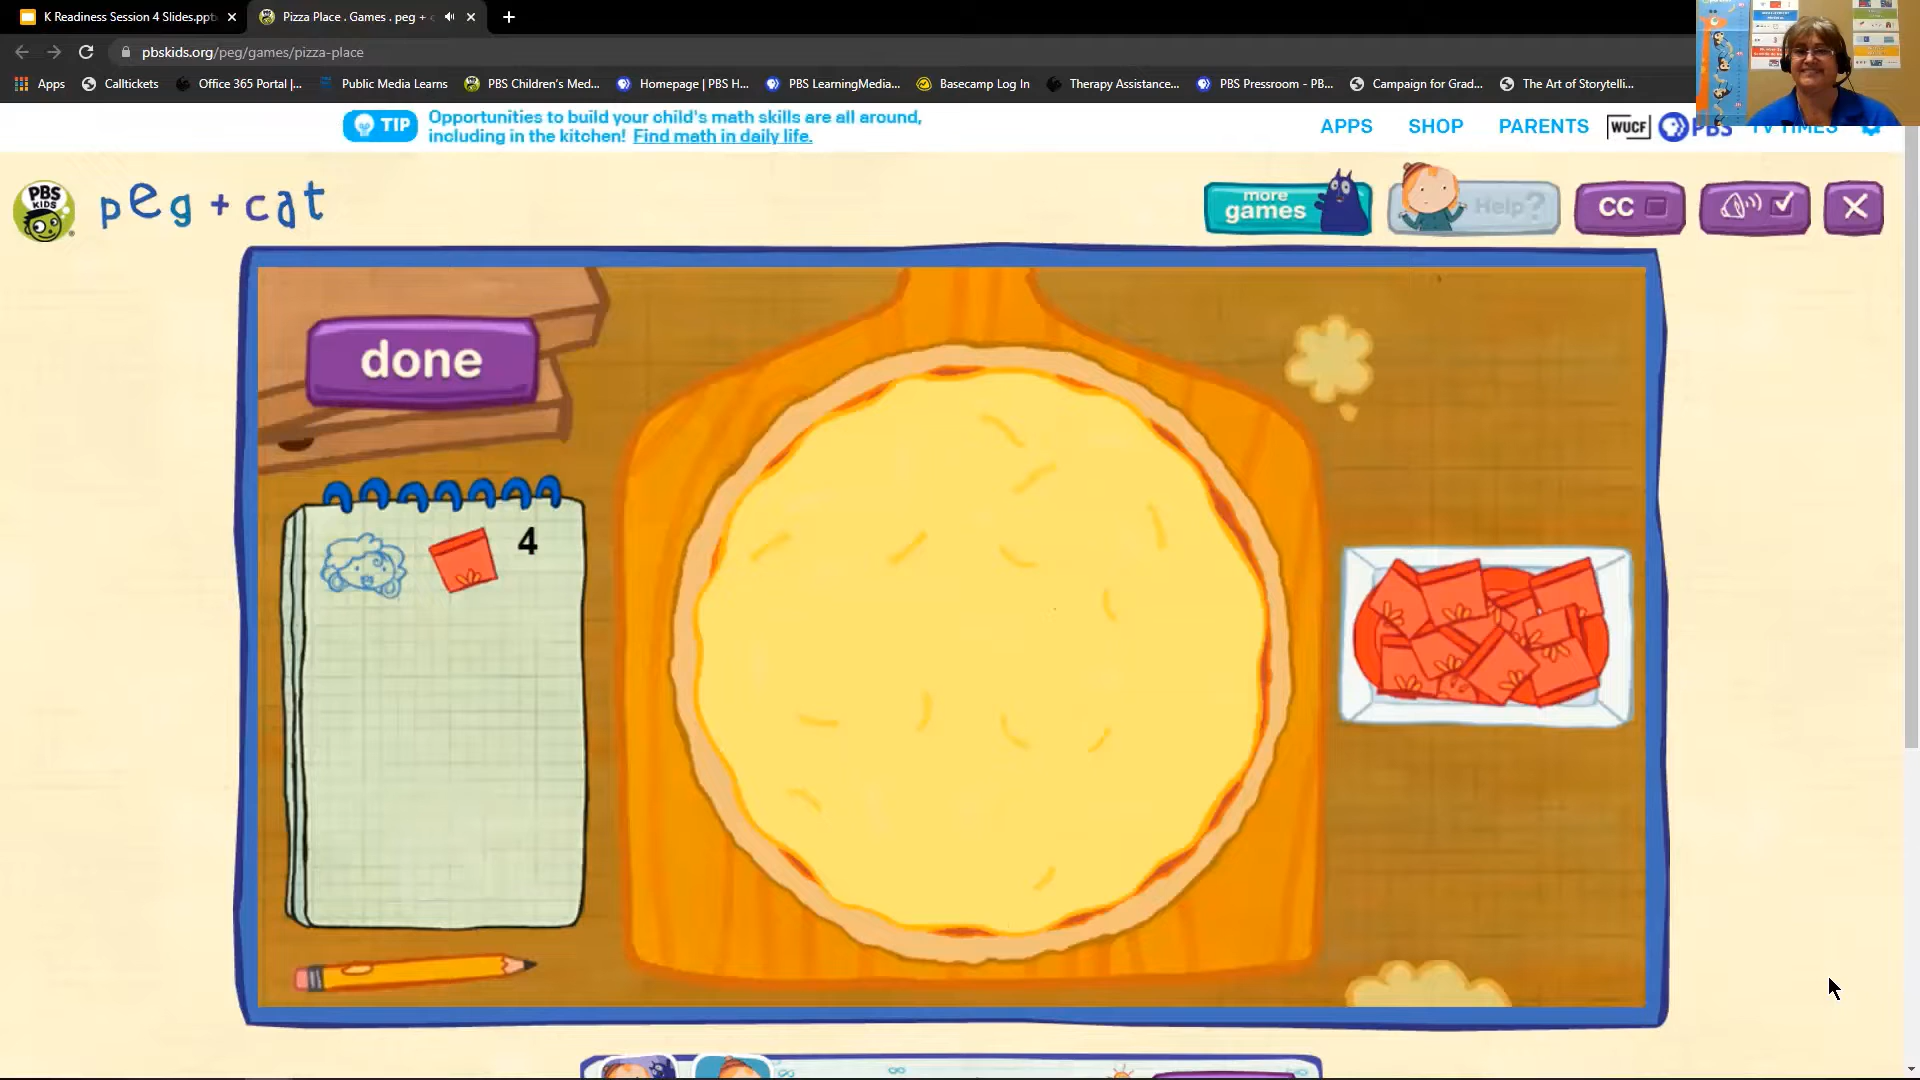 K Readiness Session 4 Slides.ppt
Pizza Place . Games . peg +
pbskids.org/peg/games/pizza-place
Apps
Calltickets
Office 365 Portal |...
Public Media Learns
PBS Children's Med...
Homepage | PBS H...
PBS LearningMedia...
Basecamp Log In
Therapy Assistance...
PBS Pressroom - PB...
Campaign for Grad...
The Art of Storytelli...
TIP
Opportunities to build your child's math skills are all around,
including in the kitchen! Find math in daily life.
APPS
SHOP
PARENTS
WUCF
PBS
TV TIMES
PBS
KIDS
peg + cat
more
games
Help?
CC
done
4